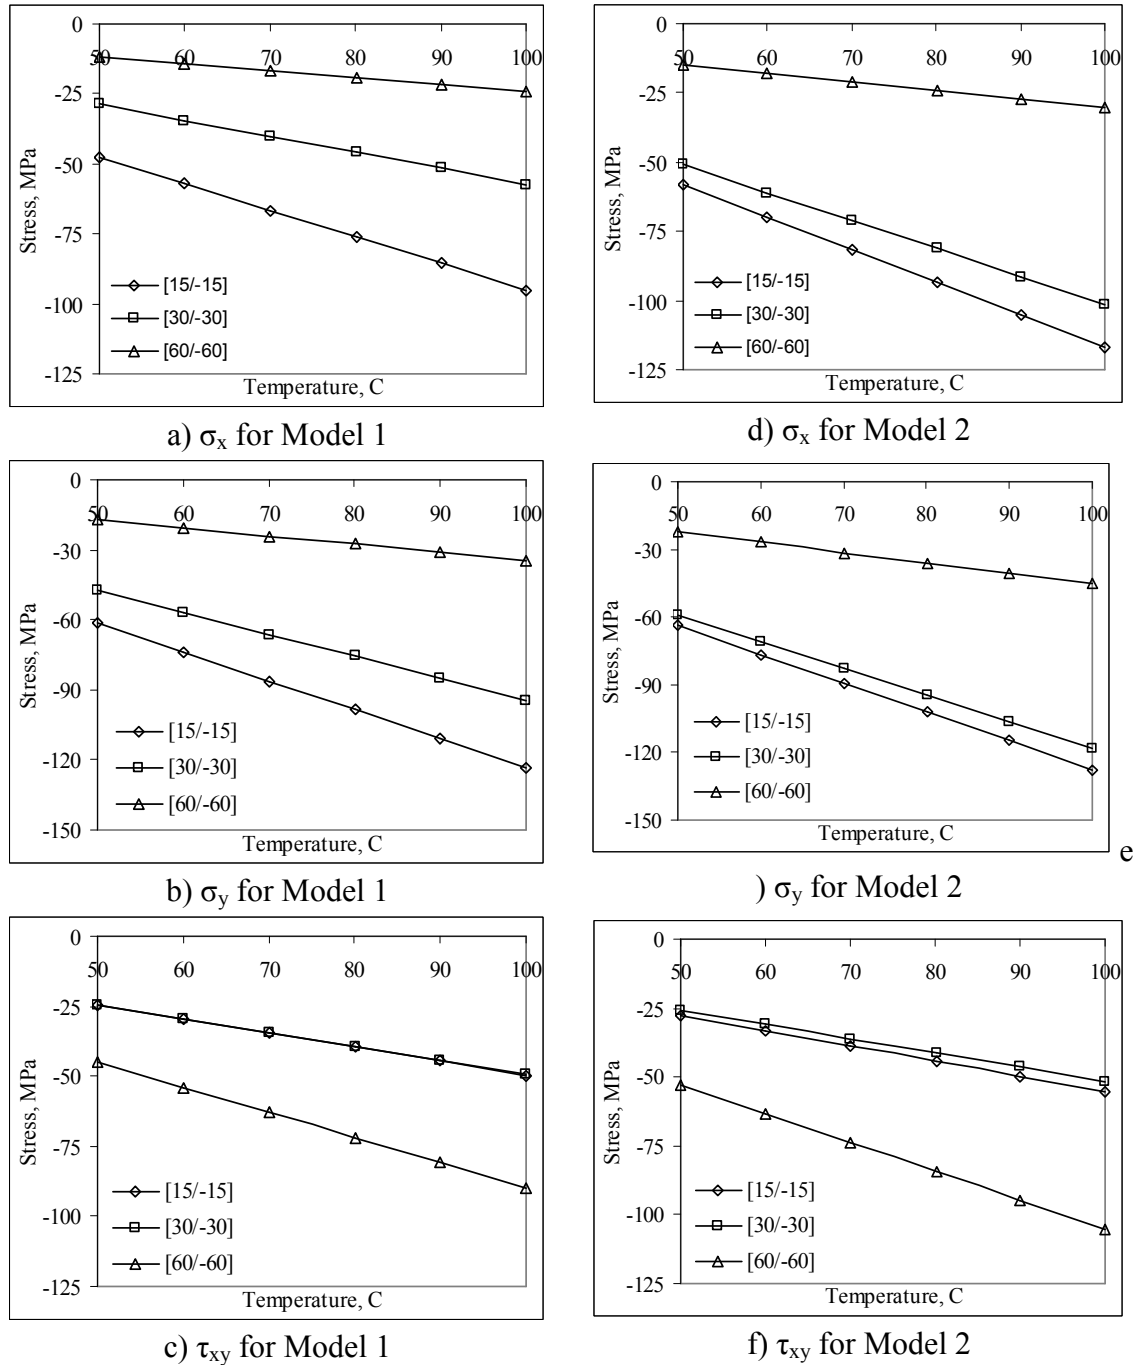 0
50 60 70 80 90 100
-25
-50
-75
-100
-125
Stress, MPa
[15/-15]
[30/-30]
[60/-60]
Temperature, C
a) σx for Model 1
0
50 60 70 80 90 100
-25
-50
-75
-100
-125
Stress, MPa
[15/-15]
[30/-30]
[60/-60]
Temperature, C
d) σx for Model 2
0
50 60 70 80 90 100
-30
-60
-90
-120
-150
Stress, MPa
[15/-15]
[30/-30]
[60/-60]
Temperature, C
b) σy for Model 1
0
50 60 70 80 90 100
-30
-60
-90
-120
-150
Stress, MPa
[15/-15]
[30/-30]
[60/-60]
Temperature, C
e
) σy for Model 2
0
50 60 70 80 90 100
-25
-50
-75
-100
-125
Stress, MPa
[15/-15]
[30/-30]
[60/-60]
Temperature, C
c) τxy for Model 1
0
50 60 70 80 90 100
-25
-50
-75
-100
-125
Stress, MPa
[15/-15]
[30/-30]
[60/-60]
Temperature, C
f) τxy for Model 2